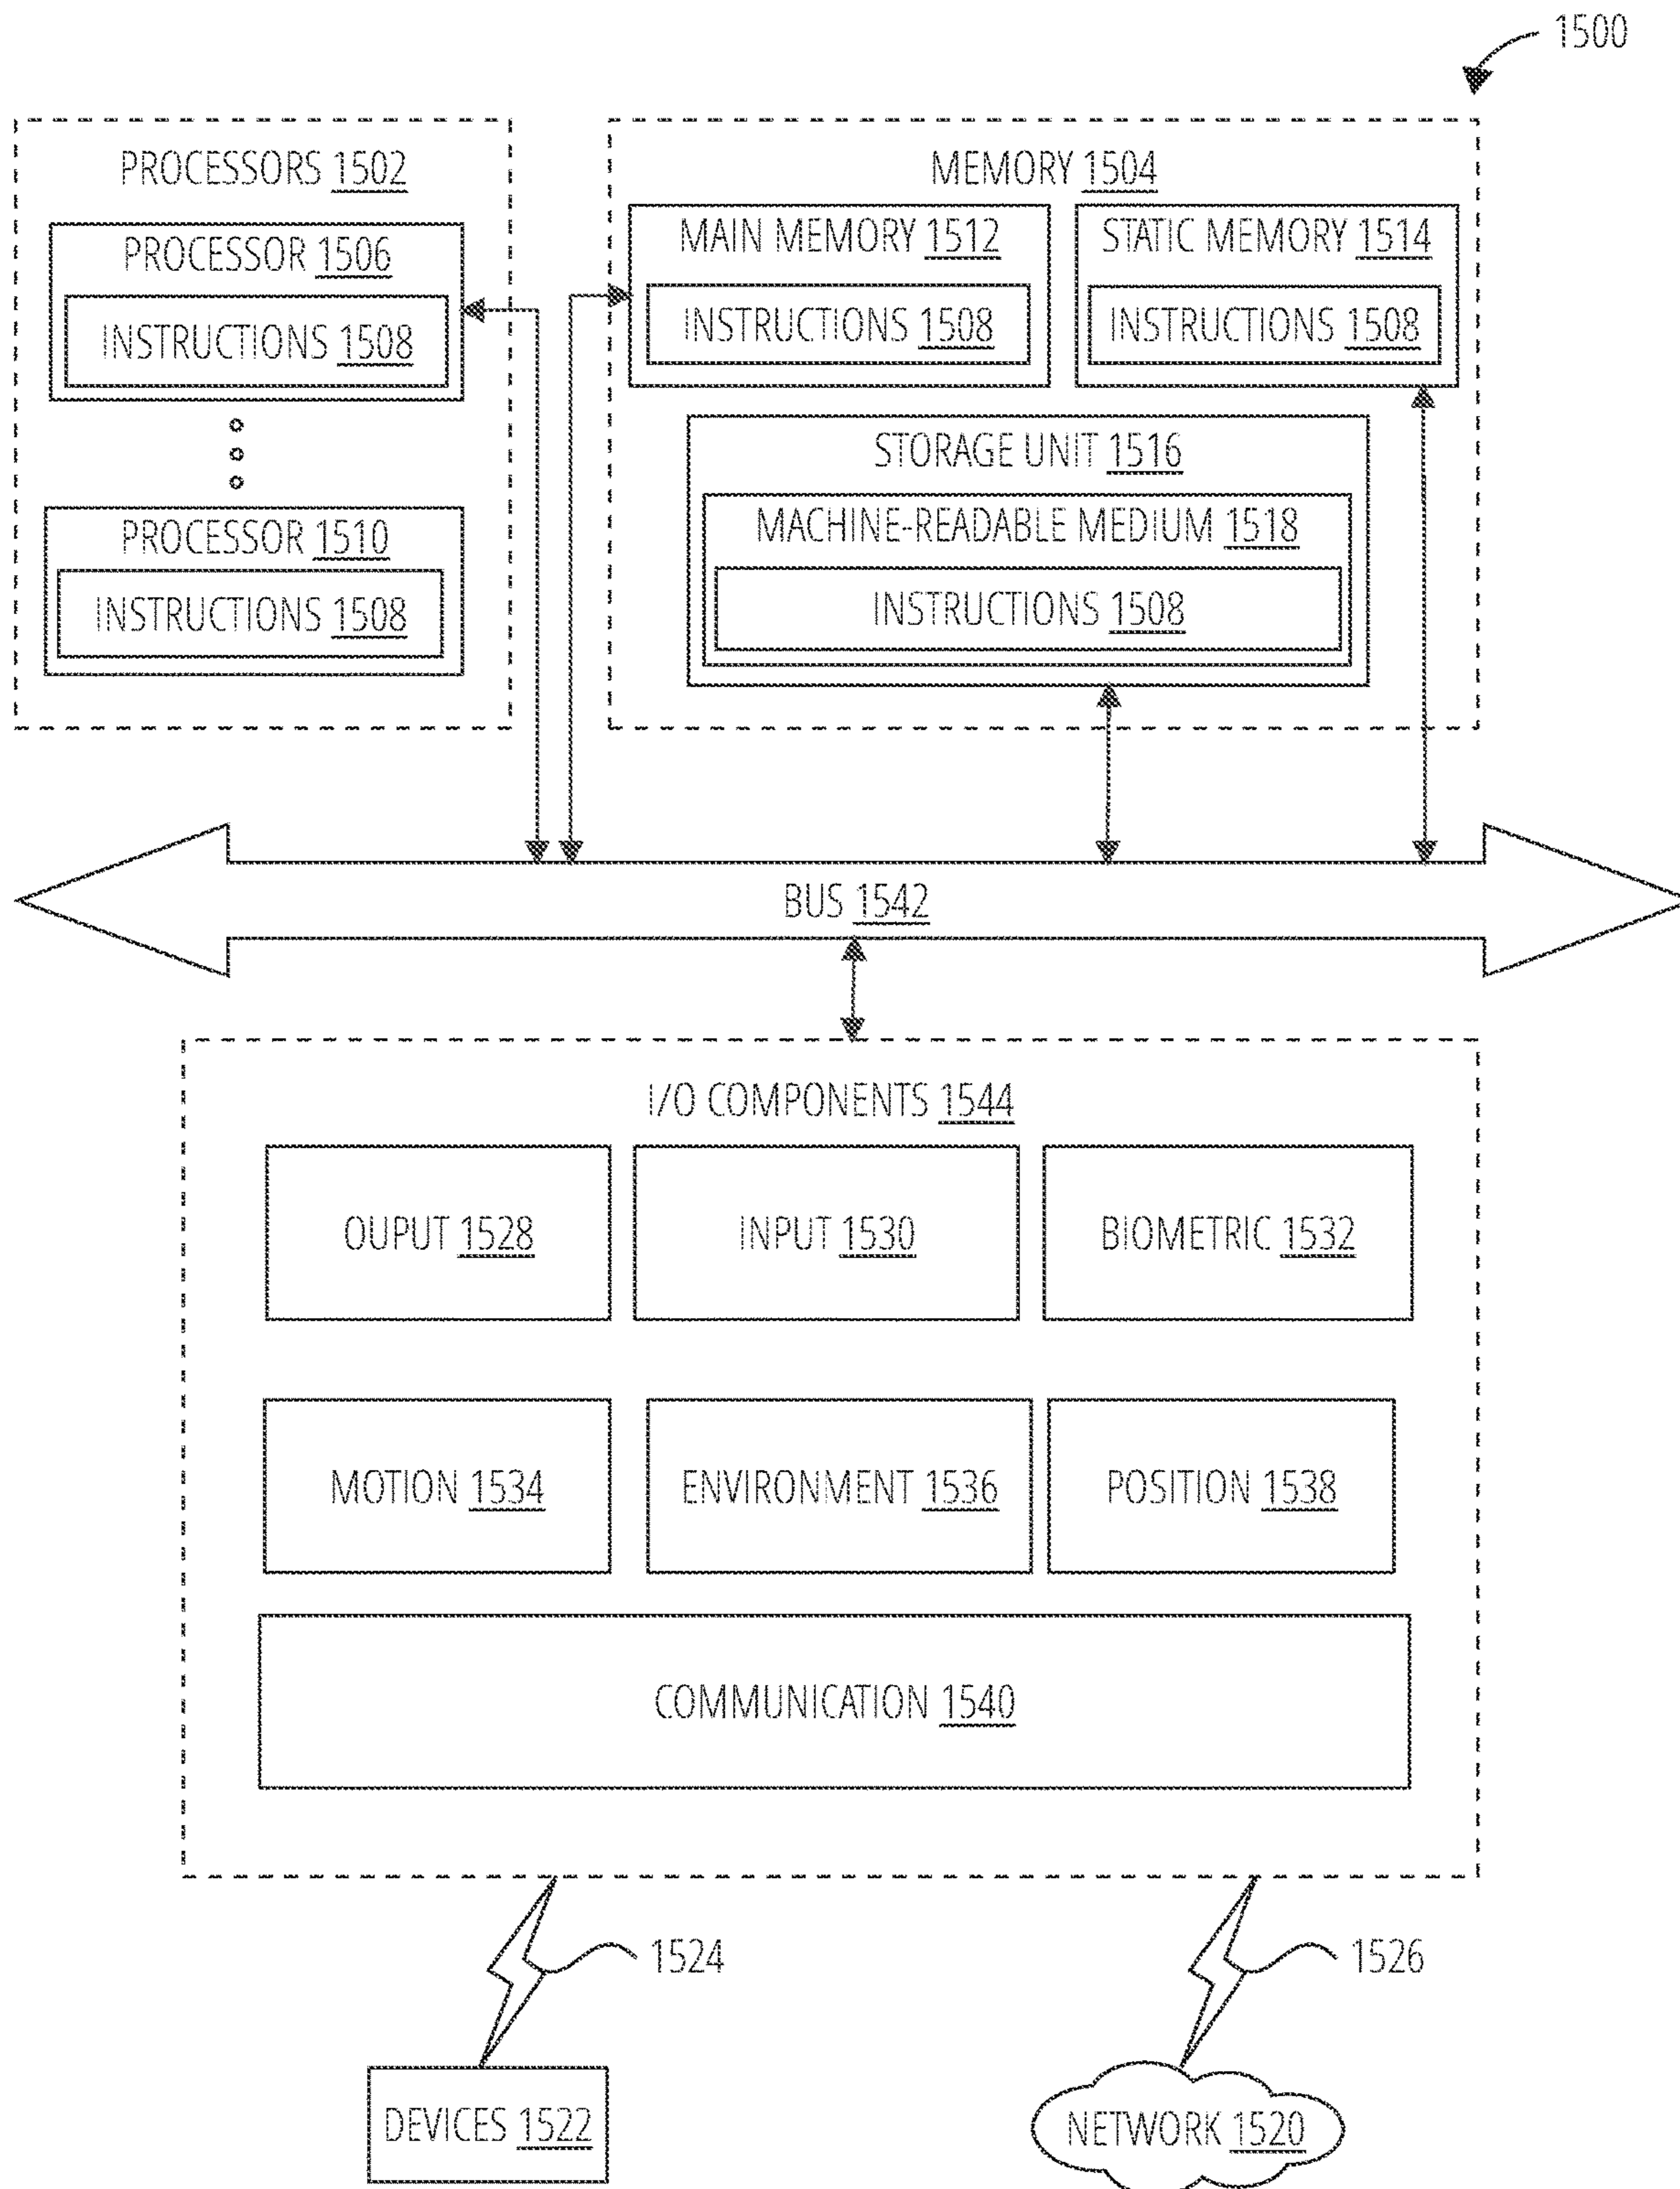 1500
PROCESSORS 1502
PROCESSOR 1506
INSTRUCTIONS 1508
PROCESSOR 1510
INSTRUCTIONS 1508
MEMORY 1504
MAIN MEMORY 1512
INSTRUCTIONS 1508
STATIC MEMORY 1514
INSTRUCTIONS 1508
STORAGE UNIT 1516
MACHINE-READABLE MEDIUM 1518
INSTRUCTIONS 1508
BUS 1542
I/O COMPONENTS 1544
OUPUT 1528
INPUT 1530
BIOMETRIC 1532
MOTION 1534
ENVIRONMENT 1536
POSITION 1538
COMMUNICATION 1540
1524
1526
DEVICES 1522
NETWORK 1520